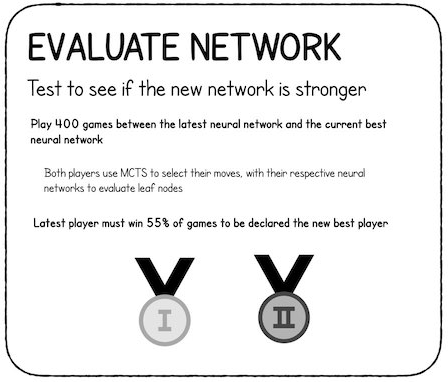 EVALUATE NETWORK
Test to see if the new network is stronger
Play 400 games between the latest neural network and the current best
neural network
Both players use MCTS to select their moves, with their respective neural
networks to evaluate leaf nodes
Latest player must win 55% of games to be declared the new best player
I
II